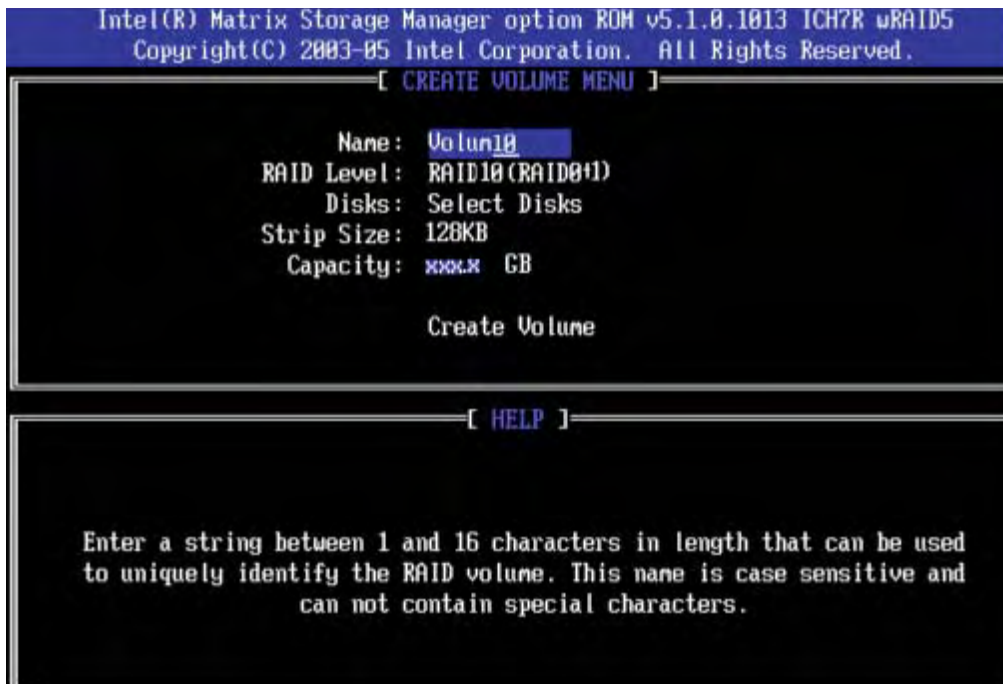 Intel(R) Matrix Storage Manager option ROM v5.1.0.1013 ICH7R wRAID5
Copyright(C) 2003-05 Intel Corporation. All Rights Reserved.
[ CREATE VOLUME MENU ]
Name: Volum10
RAID Level: RAID10(RAID0+1)
Disks: Select Disks
Strip Size: 128KB
Capacity: xxx.x GB
Create Volume
[ HELP ]
Enter a string between 1 and 16 characters in length that can be used
to uniquely identify the RAID volume. This name is case sensitive and
can not contain special characters.